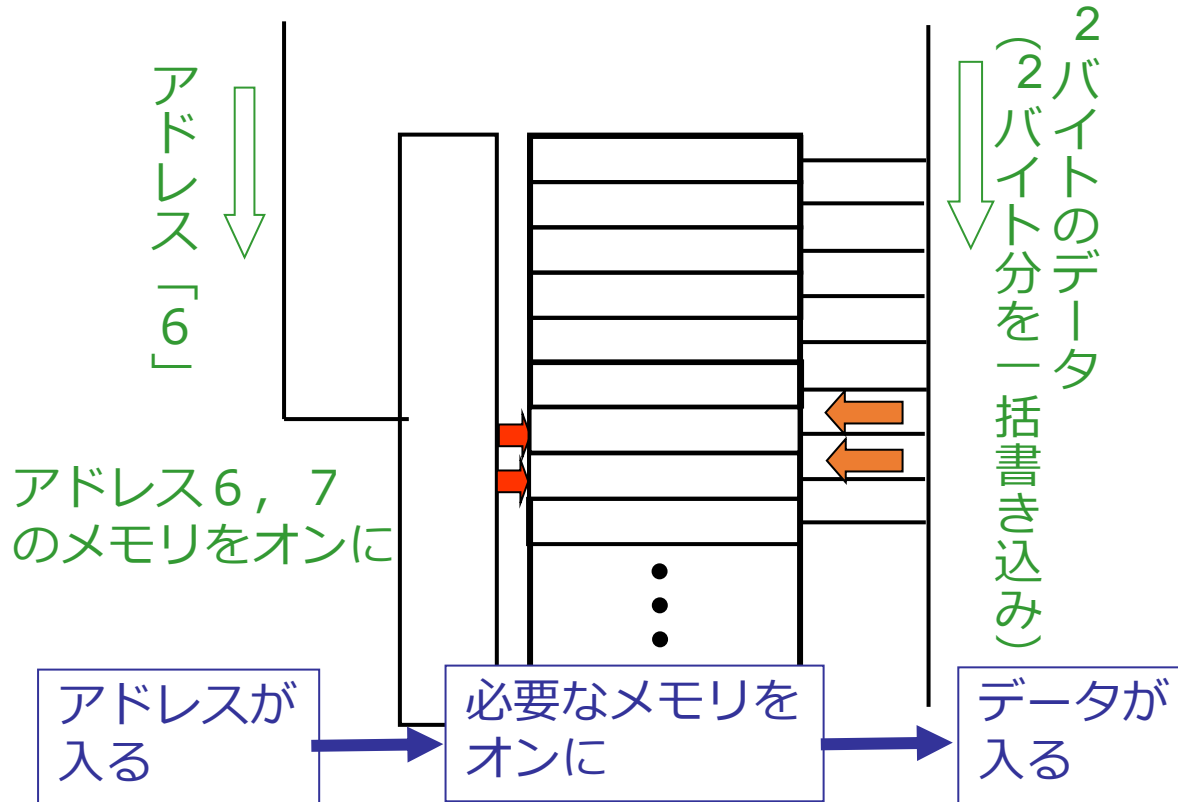 アドレス「６」
２バイトのデータ
（２バイト分を一括書き込み）
アドレス６，７
のメモリをオンに
アドレスが
入る
必要なメモリを
オンに
データが
入る